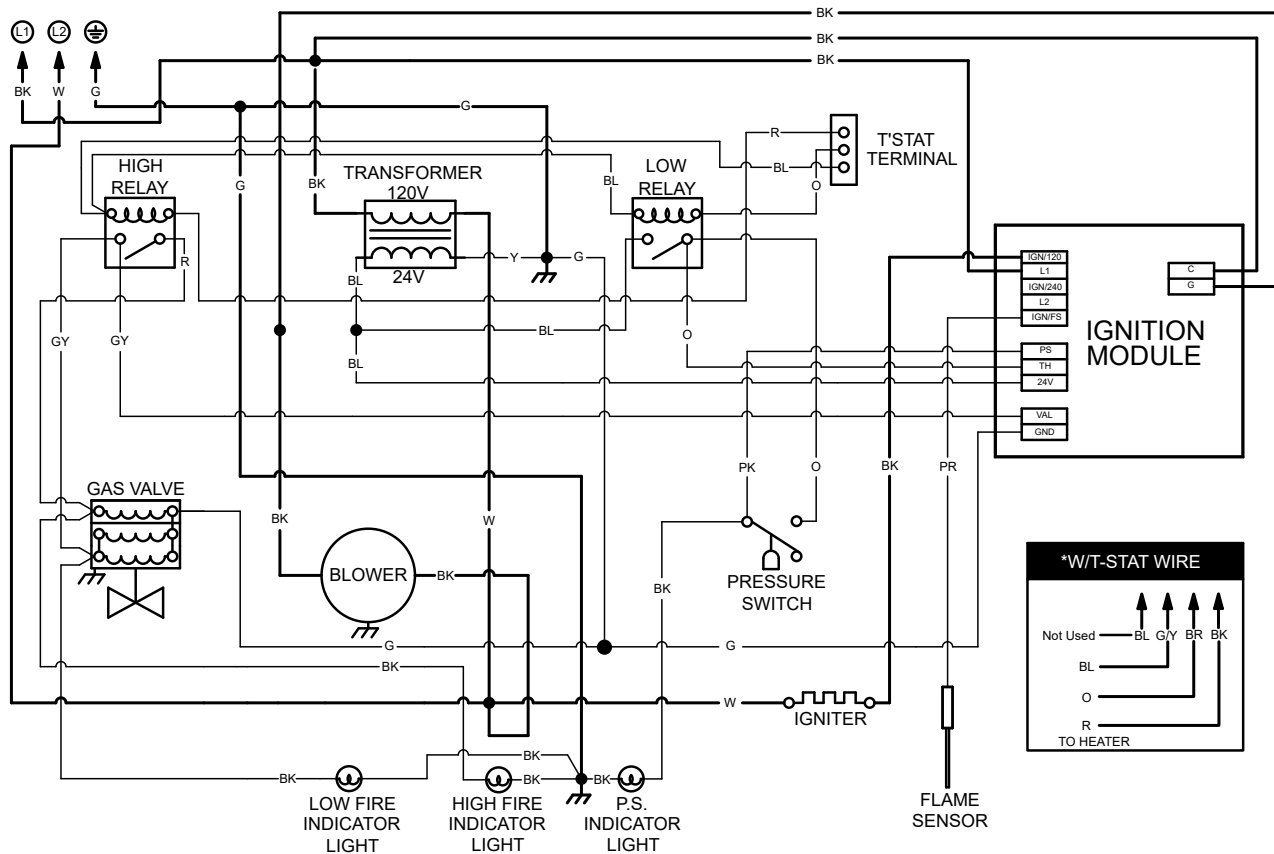 BK
L1
L2
BK
BK
BK
W
G
G
R
T'STAT
TERMINAL
HIGH
RELAY
TRANSFORMER
120V
LOW
RELAY
BL
G
BK
BL
O
R
24V
Y
G
BL
IGN/120
L1
IGN/240
L2
IGN/FS
C
G
IGNITION
MODULE
GY
GY
BL
O
PS
TH
24V
BL
VAL
GND
PK
O
BK
PR
GAS VALVE
BK
W
BLOWER
BK
PRESSURE
SWITCH
BK
*W/T-STAT WIRE
Not Used
BL
G/Y
BR
BK
BL
O
R
TO HEATER
G
G
BK
W
IGNITER
BK
BK
BK
BK
LOW FIRE
INDICATOR
LIGHT
HIGH FIRE
INDICATOR
LIGHT
P.S.
INDICATOR
LIGHT
FLAME
SENSOR